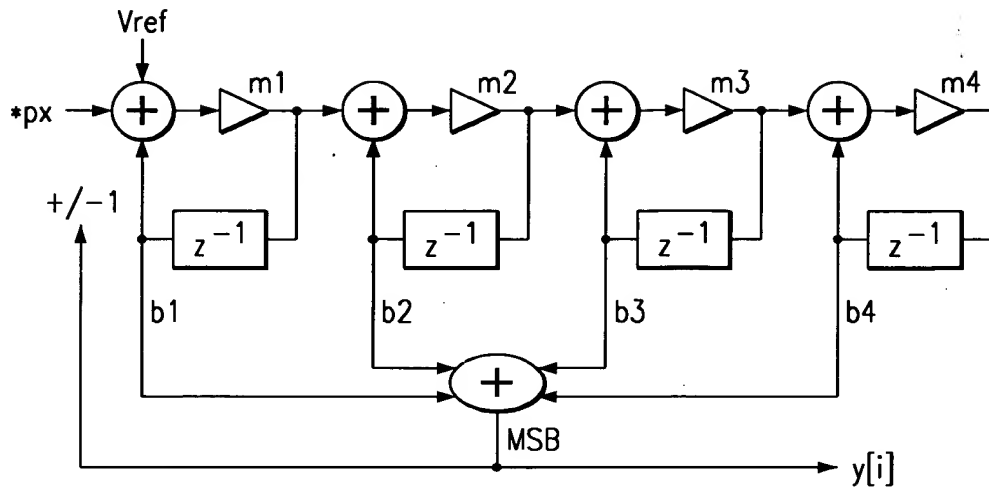 Vref
m1
m2
m3
m4
*px
+
+
+
+
+/-1
z⁻¹
z⁻¹
z⁻¹
z⁻¹
b1
b2
b3
b4
+
MSB
y[i]